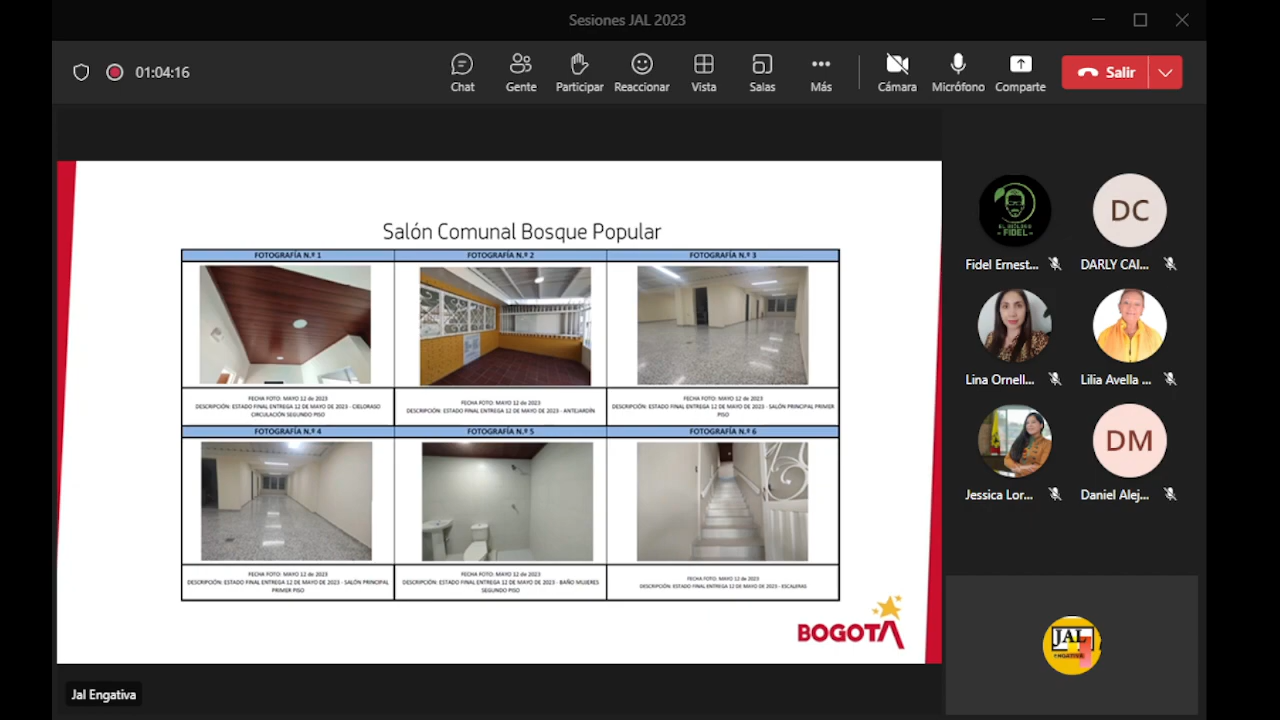 Sesiones JAL 2023
01:04:16
Chat
Gente
Participar
Reaccionar
Vista
Salas
Más
Cámara
Micrófono
Comparte
Salir
Salón Comunal Bosque Popular
FOTOGRAFÍA N.º 1
FOTOGRAFÍA N.º 2
FOTOGRAFÍA N.º 3
FECHA FOTO: MAYO 12 de 2023
DESCRIPCIÓN: ESTADO FINAL ENTREGA 12 DE MAYO DE 2023 - CIELORASO
CIRCULACIÓN SEGUNDO PISO
FECHA FOTO: MAYO 12 de 2023
DESCRIPCIÓN: ESTADO FINAL ENTREGA 12 DE MAYO DE 2023 - ANTEJARDÍN
FECHA FOTO: MAYO 12 de 2023
DESCRIPCIÓN: ESTADO FINAL ENTREGA 12 DE MAYO DE 2023 - SALÓN PRINCIPAL PRIMER
PISO
FOTOGRAFÍA N.º 4
FOTOGRAFÍA N.º 5
FOTOGRAFÍA N.º 6
FECHA FOTO: MAYO 12 de 2023
DESCRIPCIÓN: ESTADO FINAL ENTREGA 12 DE MAYO DE 2023 - SALÓN PRINCIPAL
PRIMER PISO
FECHA FOTO: MAYO 12 de 2023
DESCRIPCIÓN: ESTADO FINAL ENTREGA 12 DE MAYO DE 2023 - BAÑO MUJERES
SEGUNDO PISO
FECHA FOTO: MAYO 12 de 2023
DESCRIPCIÓN: ESTADO FINAL ENTREGA 12 DE MAYO DE 2023 - ESCALERAS
BOGOTA
Jal Engativa
FIDEL
Fidel Ernest...
DC
DARLY CAI...
Lina Ornell...
Lilia Avella ...
Jessica Lor...
DM
Daniel Alej...
JAL
ENGATIVÁ